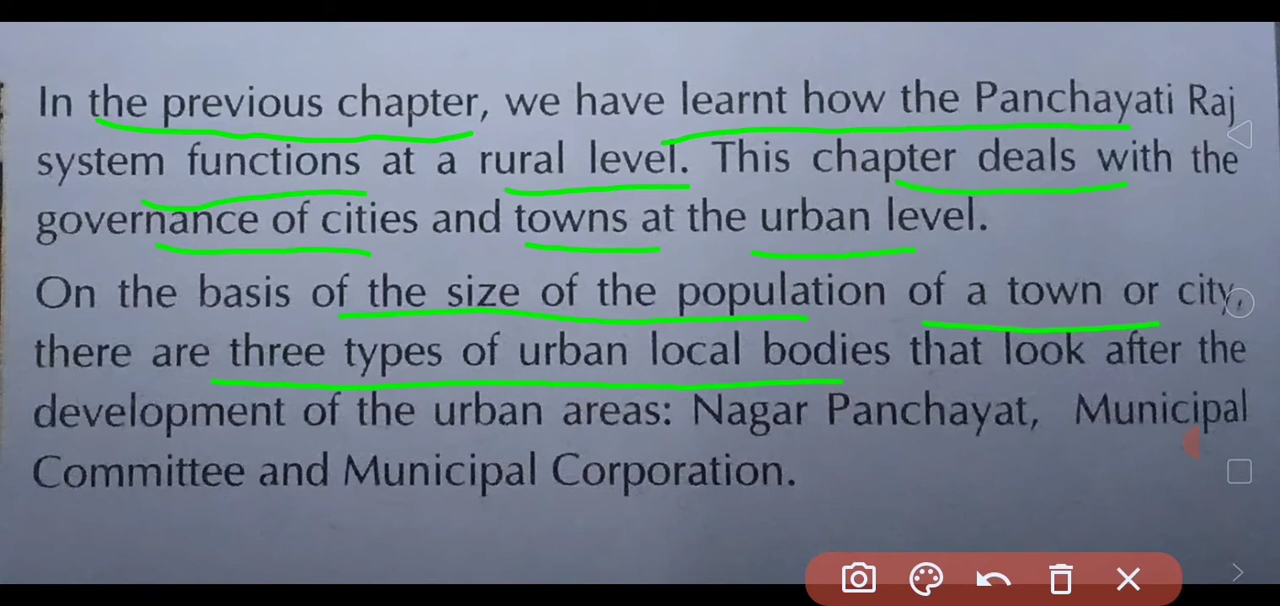 In the previous chapter, we have learnt how the Panchayati Raj
system functions at a rural level. This chapter deals with the
governance of cities and towns at the urban level.
On the basis of the size of the population of a town or city,
there are three types of urban local bodies that look after the
development of the urban areas: Nagar Panchayat, Municipal
Committee and Municipal Corporation.